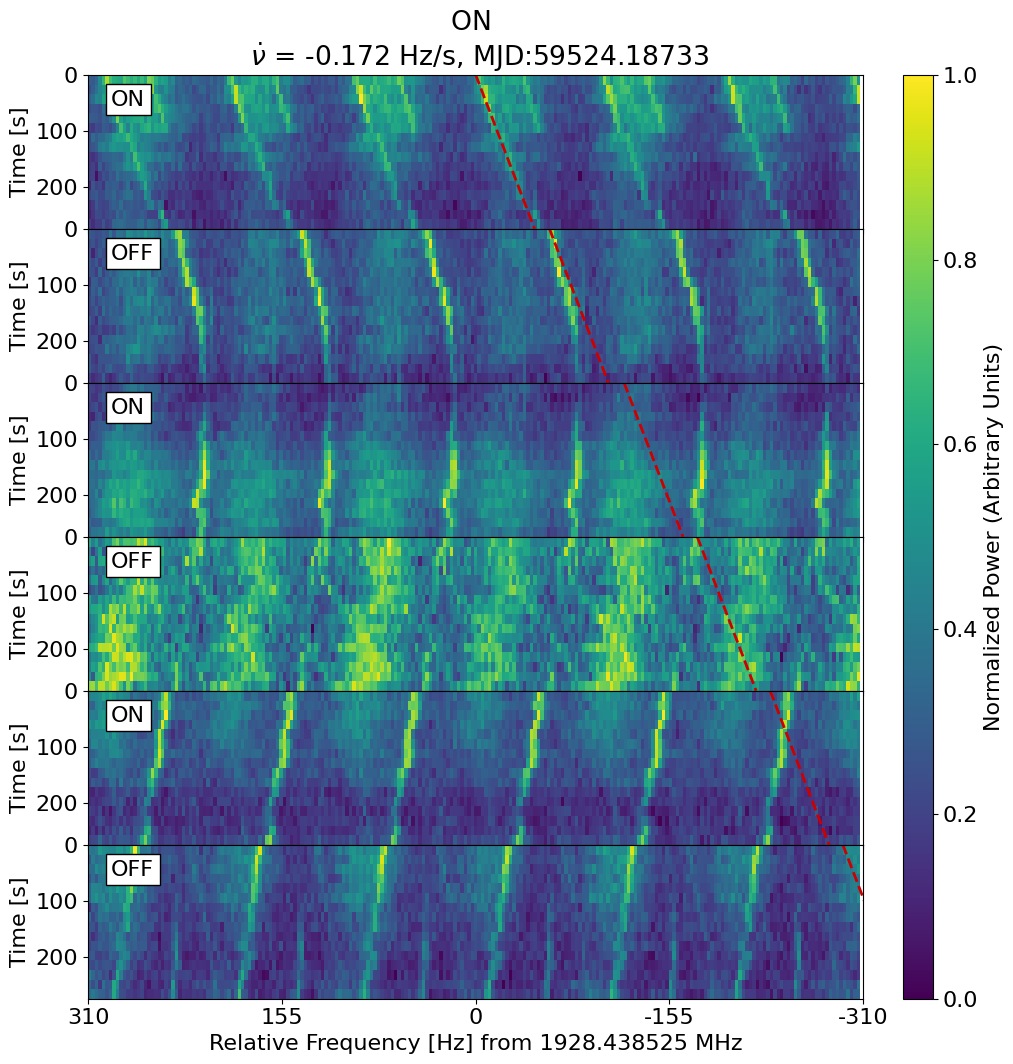 ON
ν̇ = -0.172 Hz/s, MJD:59524.18733
0
ON
100
Time [s]
200
0
OFF
100
Time [s]
200
0
ON
100
Time [s]
200
0
OFF
100
Time [s]
200
0
ON
100
Time [s]
200
0
OFF
100
Time [s]
200
310 155 0 -155 -310
Relative Frequency [Hz] from 1928.438525 MHz
1.0
0.8
0.6
0.4
0.2
0.0
Normalized Power (Arbitrary Units)